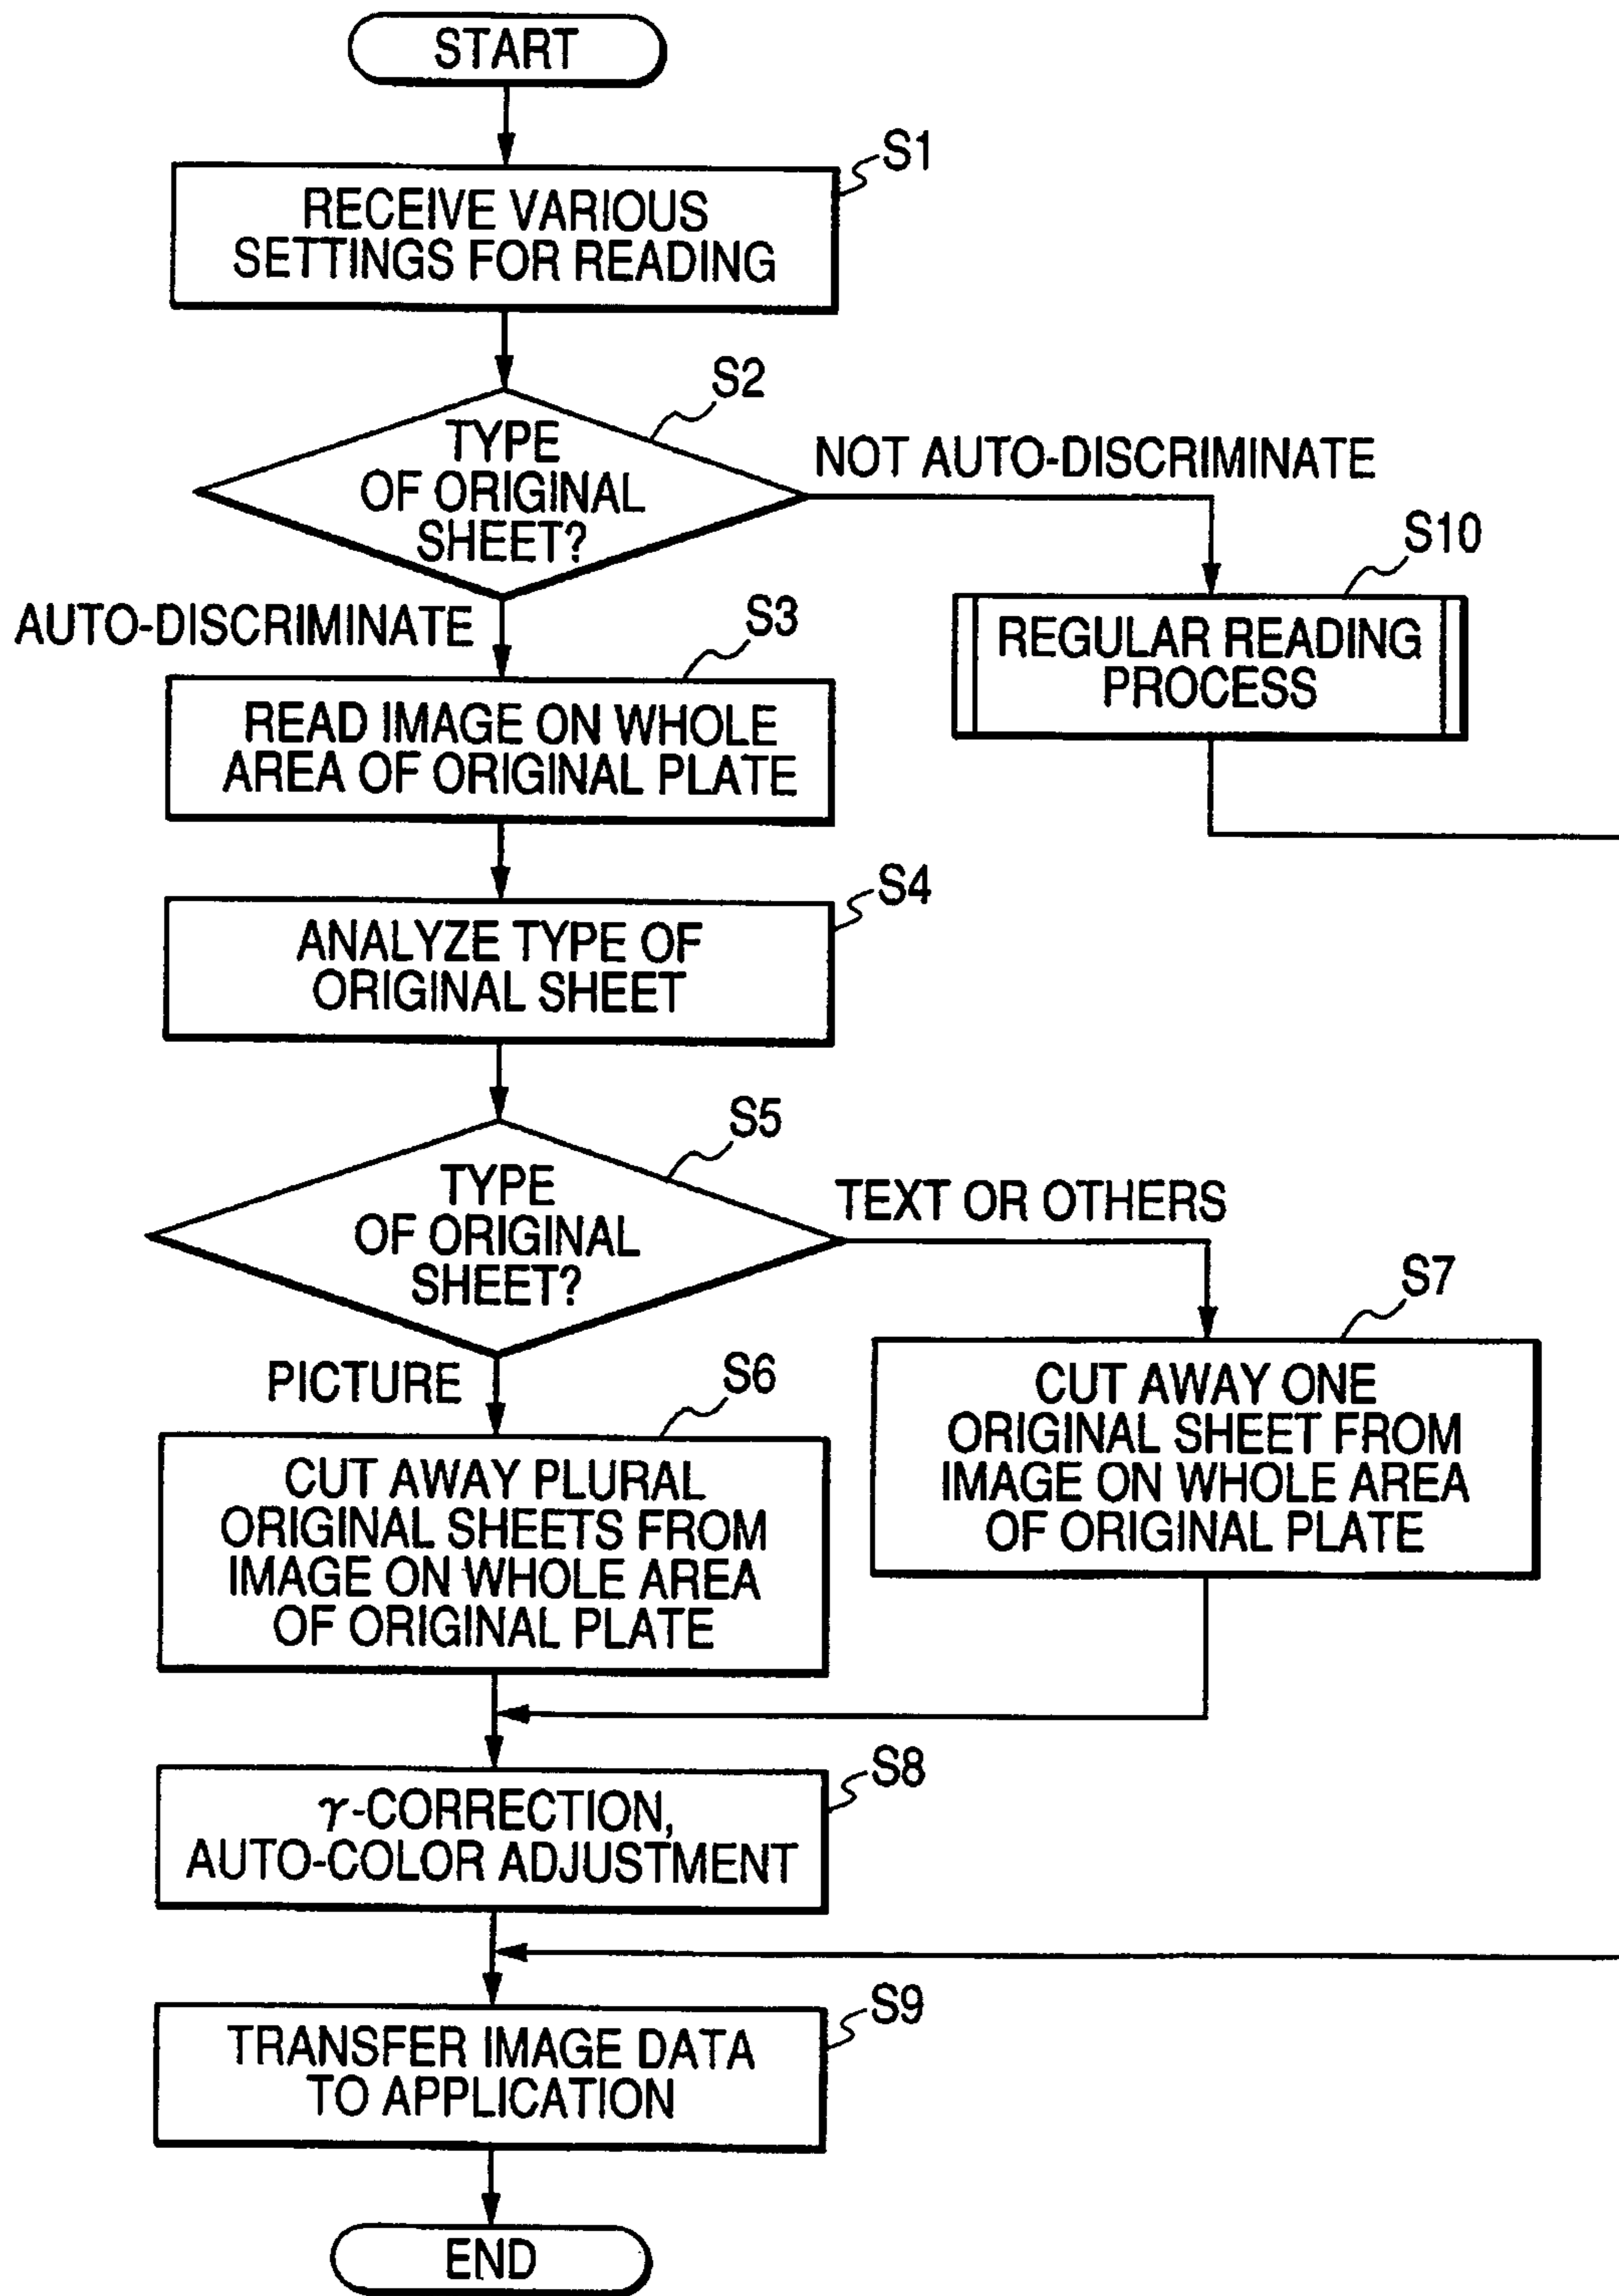 START
S1
RECEIVE VARIOUS
SETTINGS FOR READING
S2
TYPE
OF ORIGINAL
SHEET?
NOT AUTO-DISCRIMINATE
S10
REGULAR READING
PROCESS
AUTO-DISCRIMINATE
S3
READ IMAGE ON WHOLE
AREA OF ORIGINAL PLATE
S4
ANALYZE TYPE OF
ORIGINAL SHEET
S5
TYPE
OF ORIGINAL
SHEET?
TEXT OR OTHERS
S7
CUT AWAY ONE
ORIGINAL SHEET FROM
IMAGE ON WHOLE AREA
OF ORIGINAL PLATE
PICTURE
S6
CUT AWAY PLURAL
ORIGINAL SHEETS FROM
IMAGE ON WHOLE AREA
OF ORIGINAL PLATE
S8
γ-CORRECTION,
AUTO-COLOR ADJUSTMENT
S9
TRANSFER IMAGE DATA
TO APPLICATION
END